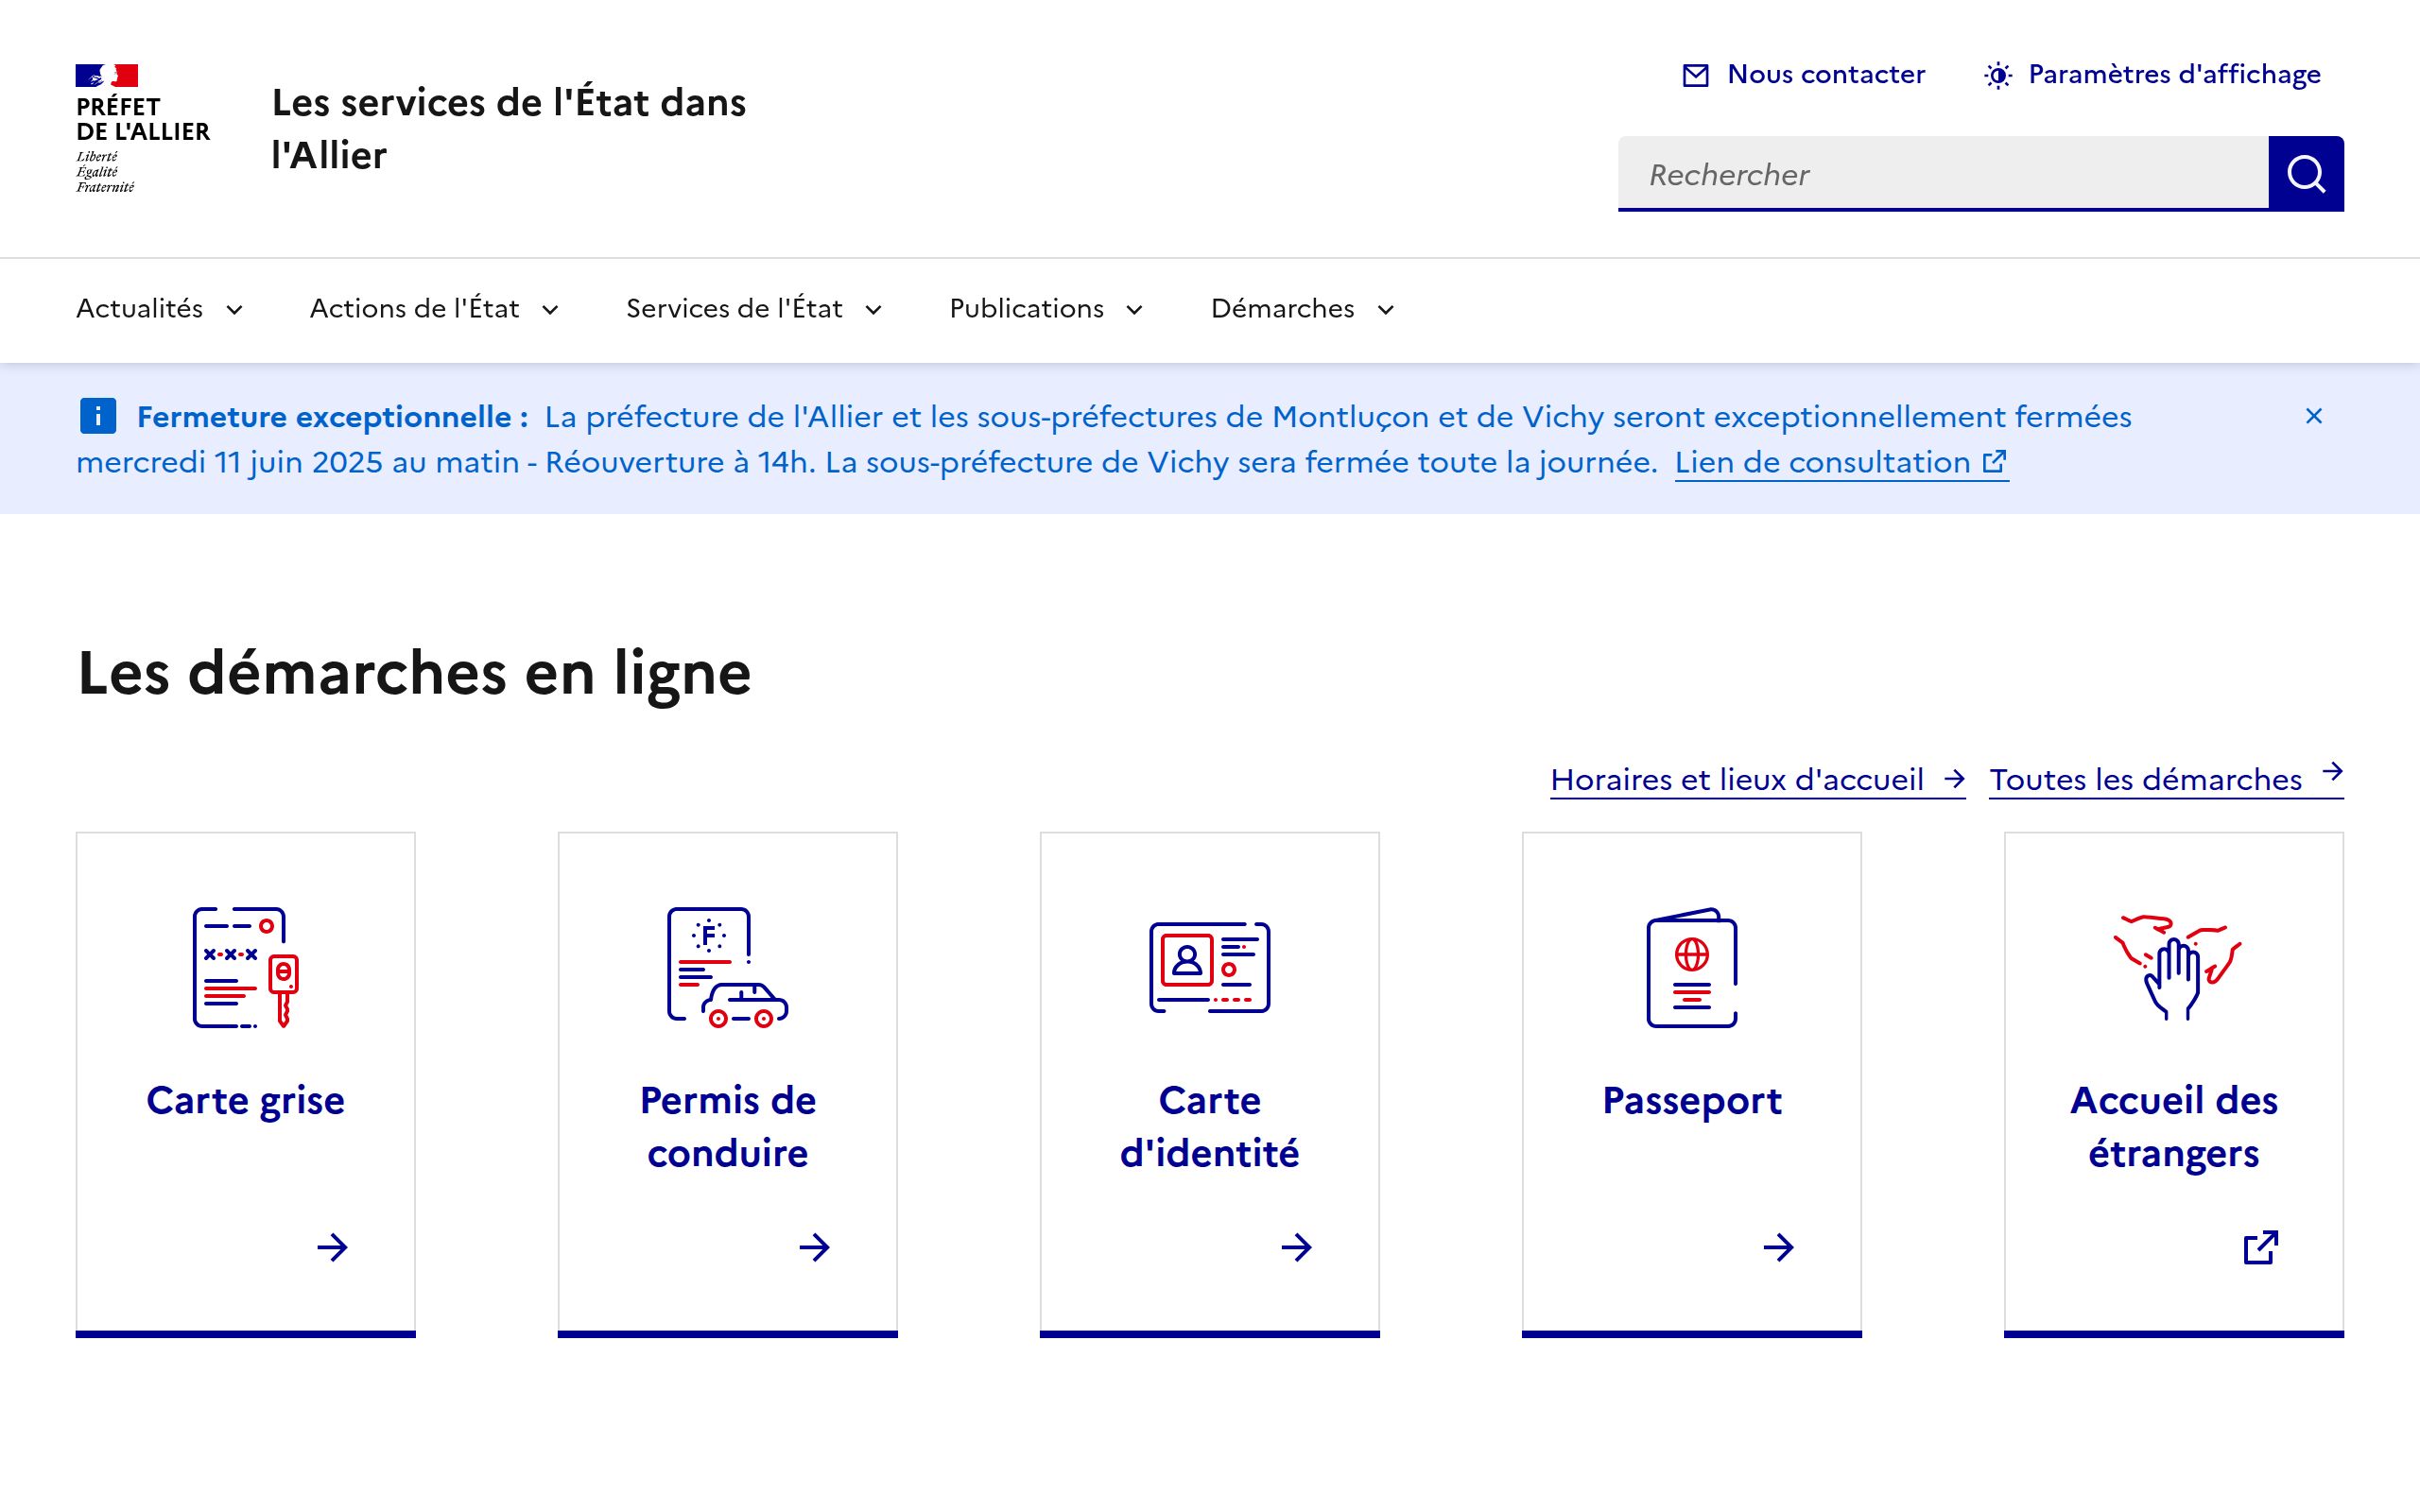 PRÉFET
DE L'ALLIER
Liberté
Égalité
Fraternité
Les services de l'État dans
l'Allier
Nous contacter
Paramètres d'affichage
Rechercher
Actualités
Actions de l'État
Services de l'État
Publications
Démarches
Fermeture exceptionnelle : La préfecture de l'Allier et les sous-préfectures de Montluçon et de Vichy seront exceptionnellement fermées
mercredi 11 juin 2025 au matin - Réouverture à 14h. La sous-préfecture de Vichy sera fermée toute la journée. Lien de consultation
Les démarches en ligne
Horaires et lieux d'accueil
Toutes les démarches
Carte grise
F
Permis de
conduire
Carte
d'identité
Passeport
Accueil des
étrangers